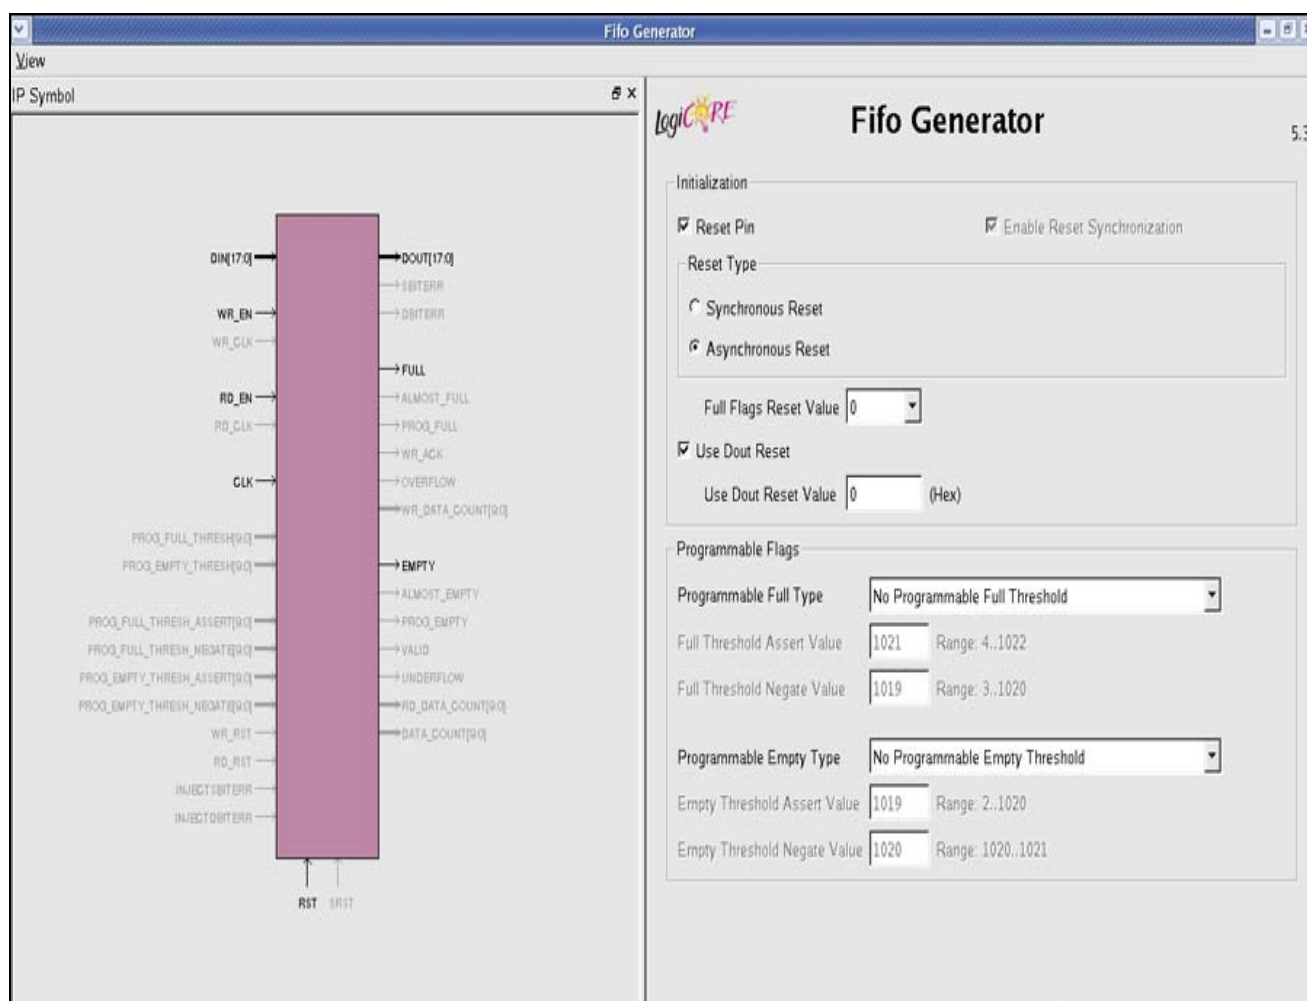 Fifo Generator
View
IP Symbol
DIN[17:0]
WR_EN
WR_CLK
RD_EN
RD_CLK
CLK
PROG_FULL_THRESH[9:0]
PROG_EMPTY_THRESH[9:0]
PROG_FULL_THRESH_ASSERT[9:0]
PROG_FULL_THRESH_NEGATE[9:0]
PROG_EMPTY_THRESH_ASSERT[9:0]
PROG_EMPTY_THRESH_NEGATE[9:0]
WR_RST
RD_RST
INJECTSBITERR
INJECTDBITERR
DOUT[17:0]
SBITERR
DBITERR
FULL
ALMOST_FULL
PROG_FULL
WR_ACK
OVERFLOW
WR_DATA_COUNT[9:0]
EMPTY
ALMOST_EMPTY
PROG_EMPTY
VALID
UNDERFLOW
RD_DATA_COUNT[9:0]
DATA_COUNT[9:0]
RST SRST
LogiCORE
Fifo Generator
5.3
Initialization
Reset Pin Enable Reset Synchronization
Reset Type
Synchronous Reset
Asynchronous Reset
Full Flags Reset Value 0
Use Dout Reset
Use Dout Reset Value 0 (Hex)
Programmable Flags
Programmable Full Type No Programmable Full Threshold
Full Threshold Assert Value 1021 Range: 4..1022
Full Threshold Negate Value 1019 Range: 3..1020
Programmable Empty Type No Programmable Empty Threshold
Empty Threshold Assert Value 1019 Range: 2..1020
Empty Threshold Negate Value 1020 Range: 1020..1021